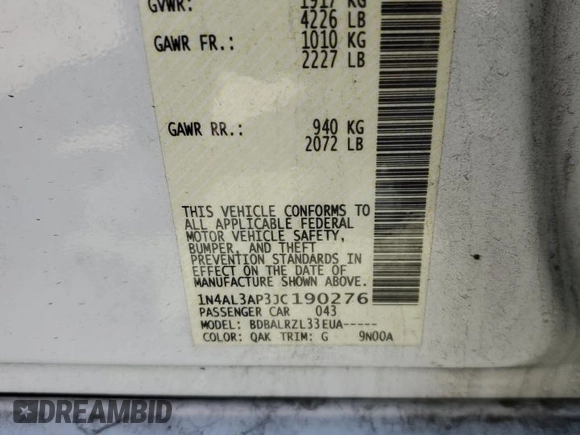 GVWR: 1917 KG
4226 LB
GAWR FR.: 1010 KG
2227 LB
GAWR RR.: 940 KG
2072 LB
THIS VEHICLE CONFORMS TO
ALL APPLICABLE FEDERAL
MOTOR VEHICLE SAFETY,
BUMPER, AND THEFT
PREVENTION STANDARDS IN
EFFECT ON THE DATE OF
MANUFACTURE SHOWN ABOVE.
1N4AL3AP3JC190276
PASSENGER CAR 043
MODEL: BDBALRZL33EUA-----
COLOR: QAK TRIM: G 9N00A
DREAMBID